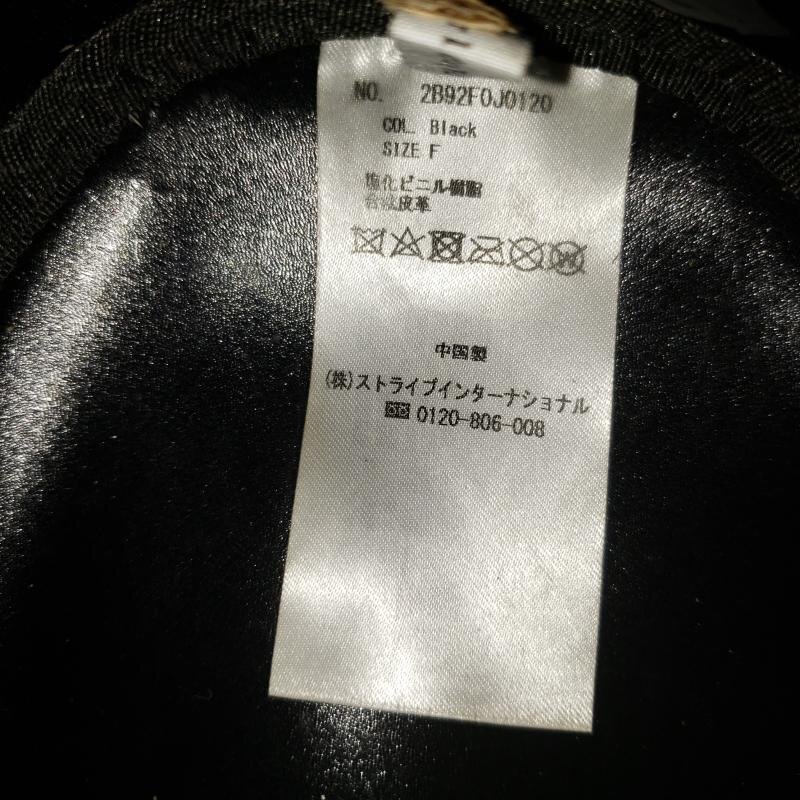 NO. 2B92F0J0120
COL. Black
SIZE F
塩化ビニル樹脂
合成皮革
中国製
(株)ストライプインターナショナル
0120-806-008